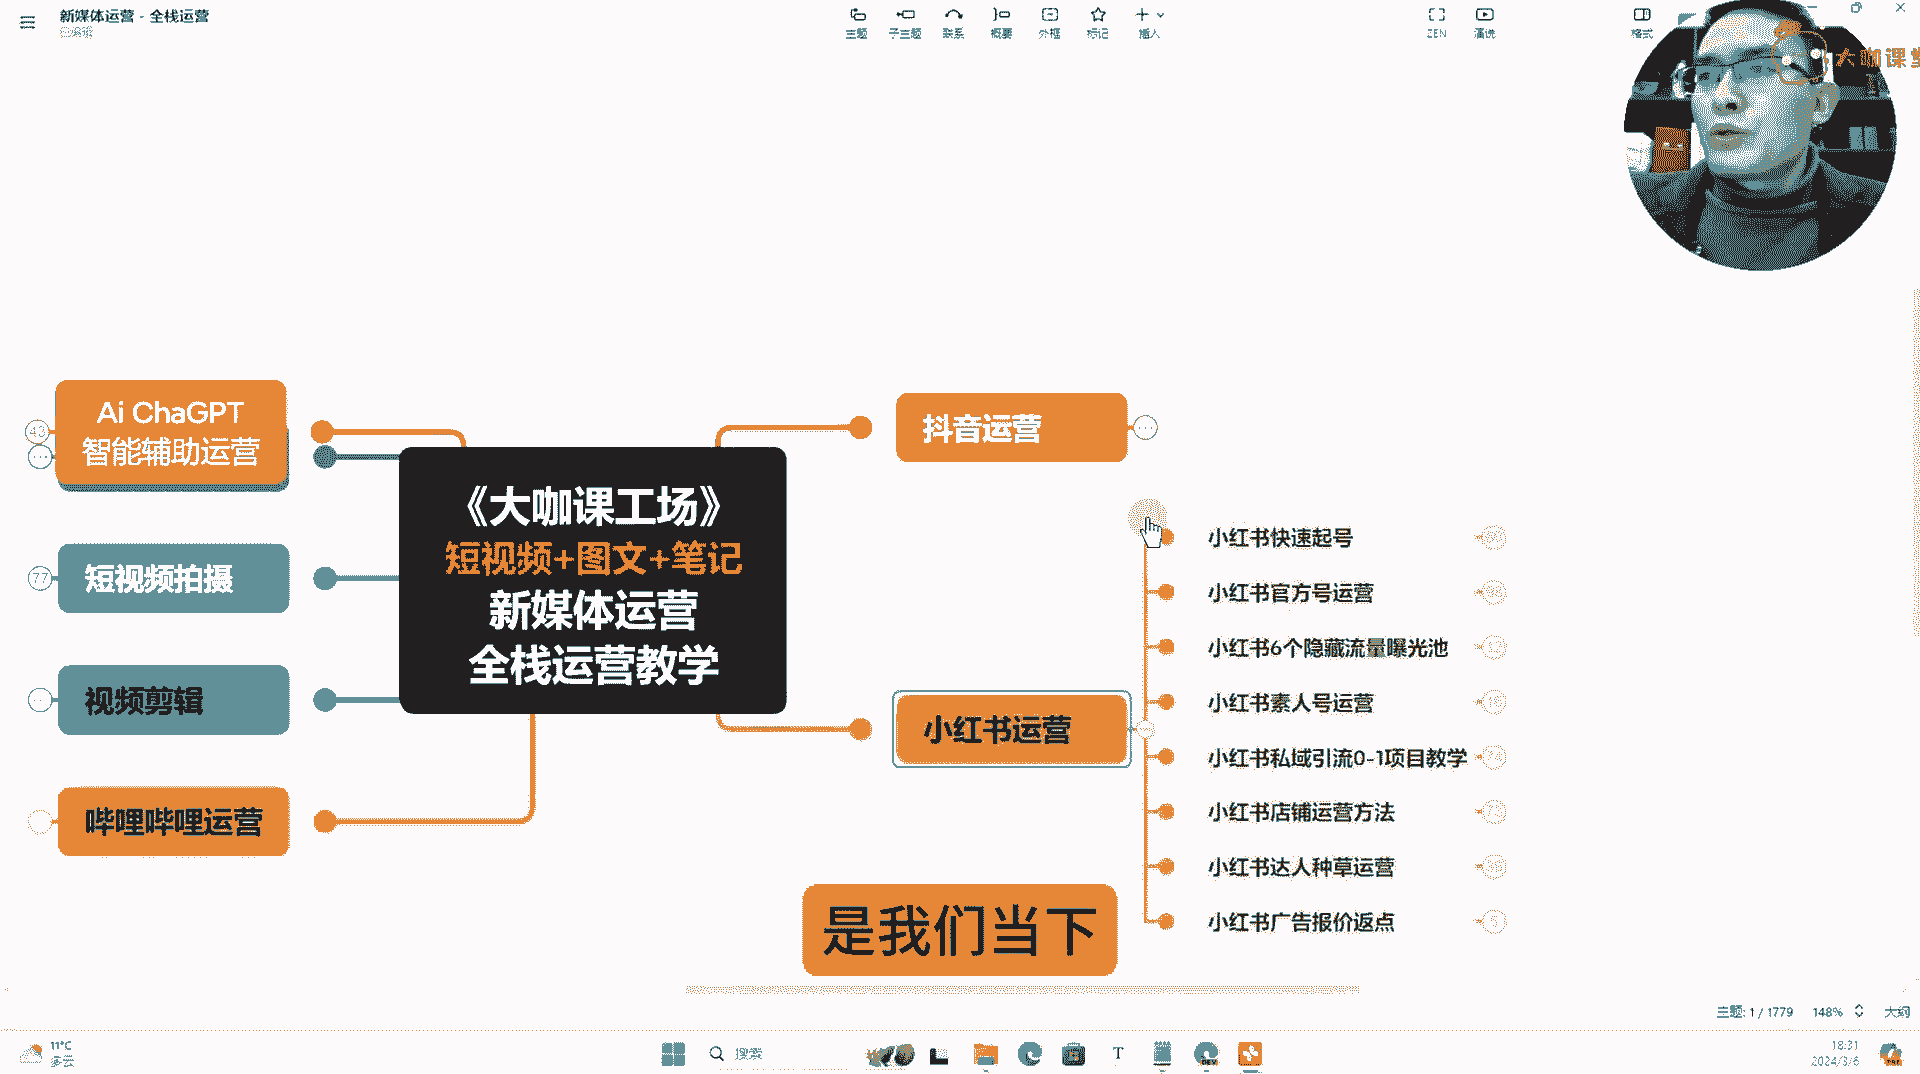 新媒体运营 - 全栈运营
已编辑
主题
子主题
联系
概要
外框
标记
插入
ZEN
演说
格式
大咖课堂
Ai ChaGPT
智能辅助运营
43
短视频拍摄
77
视频剪辑
哔哩哔哩运营
《大咖课工场》
短视频+图文+笔记
新媒体运营
全栈运营教学
抖音运营
小红书运营
小红书快速起号
小红书官方号运营
小红书6个隐藏流量曝光池
小红书素人号运营
小红书私域引流0-1项目教学
小红书店铺运营方法
小红书达人种草运营
小红书广告报价返点
是我们当下
主题: 1 / 1779
148%
大纲
11°C
多云
搜索
T
DEV
18:31
2024/3/6